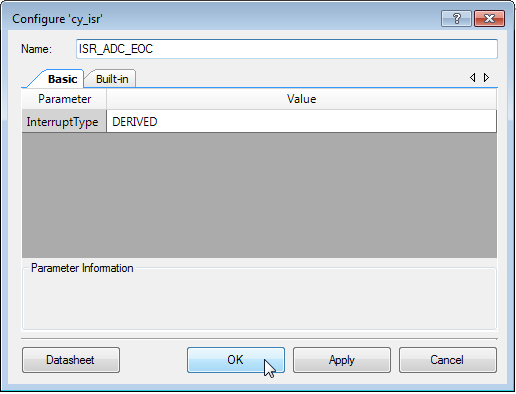 Configure 'cy_isr'
?
Name: ISR_ADC_EOC
Basic Built-in
Parameter Value
InterruptType DERIVED
Parameter Information
Datasheet OK Apply Cancel